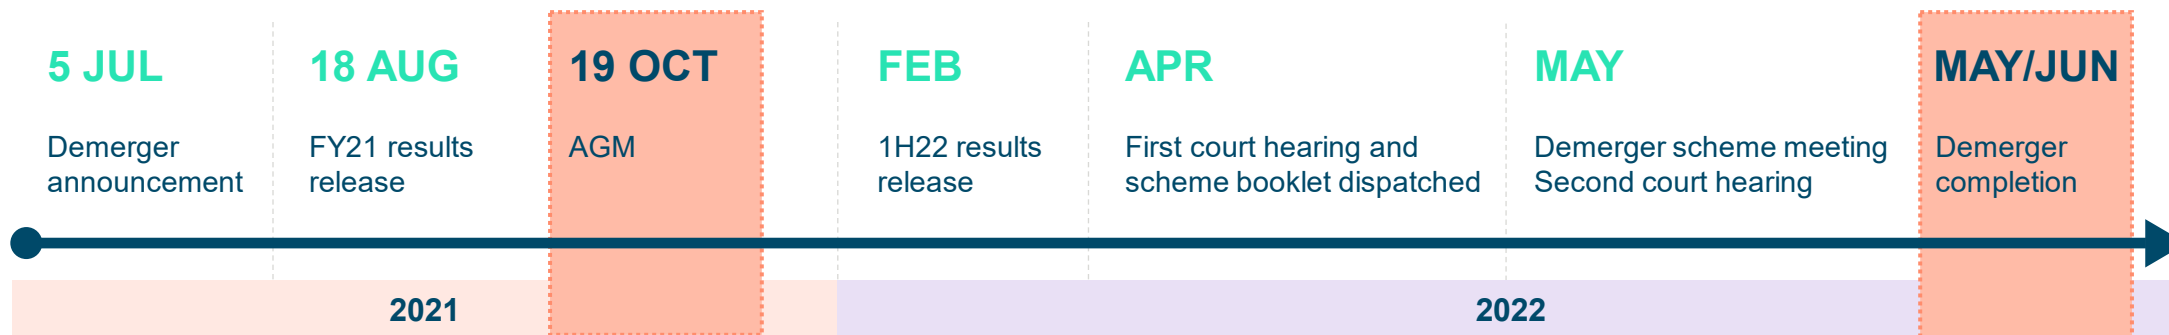 5 JUL
Demerger
announcement
18 AUG
FY21 results
release
19 OCT
AGM
FEB
1H22 results
release
APR
First court hearing and
scheme booklet dispatched
MAY
Demerger scheme meeting
Second court hearing
MAY/JUN
Demerger
completion
2021
2022